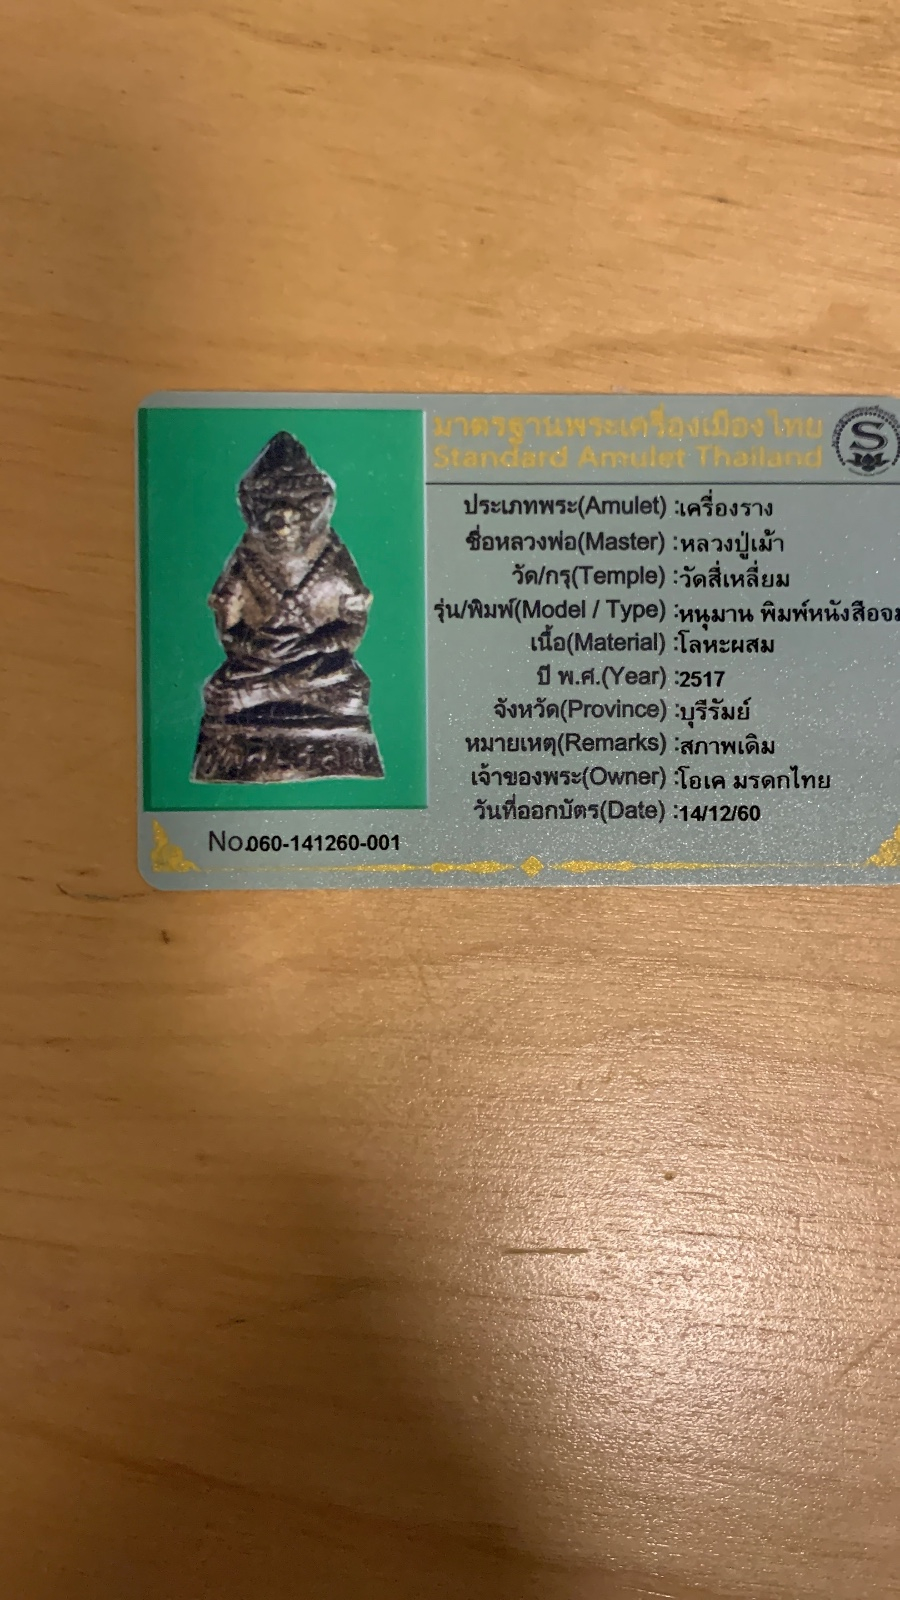 มาตรฐานพระเครื่องเมืองไทย
Standard Amulet Thailand
S
ประเภทพระ(Amulet) :เครื่องราง
ชื่อหลวงพ่อ(Master) :หลวงปู่เม้า
วัด/กรุ(Temple) :วัดสี่เหลี่ยม
รุ่น/พิมพ์(Model / Type) :หนุมาน พิมพ์หนังสือจม
เนื้อ(Material) :โลหะผสม
ปี พ.ศ.(Year) :2517
จังหวัด(Province) :บุรีรัมย์
หมายเหตุ(Remarks) :สภาพเดิม
เจ้าของพระ(Owner) :โอเค มรดกไทย
วันที่ออกบัตร(Date) :14/12/60
No.060-141260-001